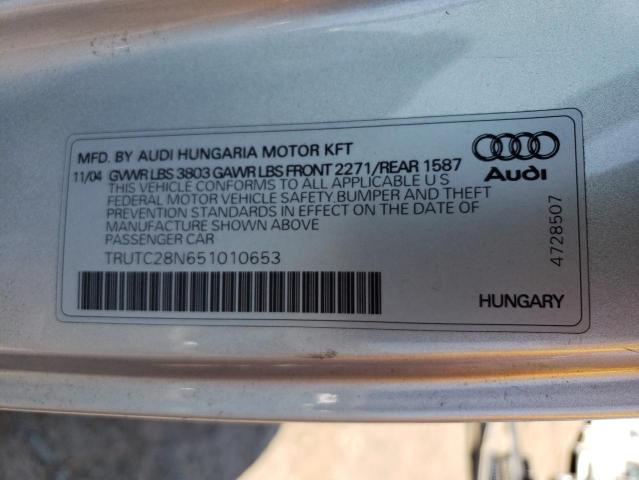 MFD. BY AUDI HUNGARIA MOTOR KFT
11/04 GVWR LBS 3803 GAWR LBS FRONT 2271/REAR 1587
THIS VEHICLE CONFORMS TO ALL APPLICABLE U S
FEDERAL MOTOR VEHICLE SAFETY,BUMPER AND THEFT
PREVENTION STANDARDS IN EFFECT ON THE DATE OF
MANUFACTURE SHOWN ABOVE
PASSENGER CAR
TRUTC28N651010653
Audi
4728507
HUNGARY